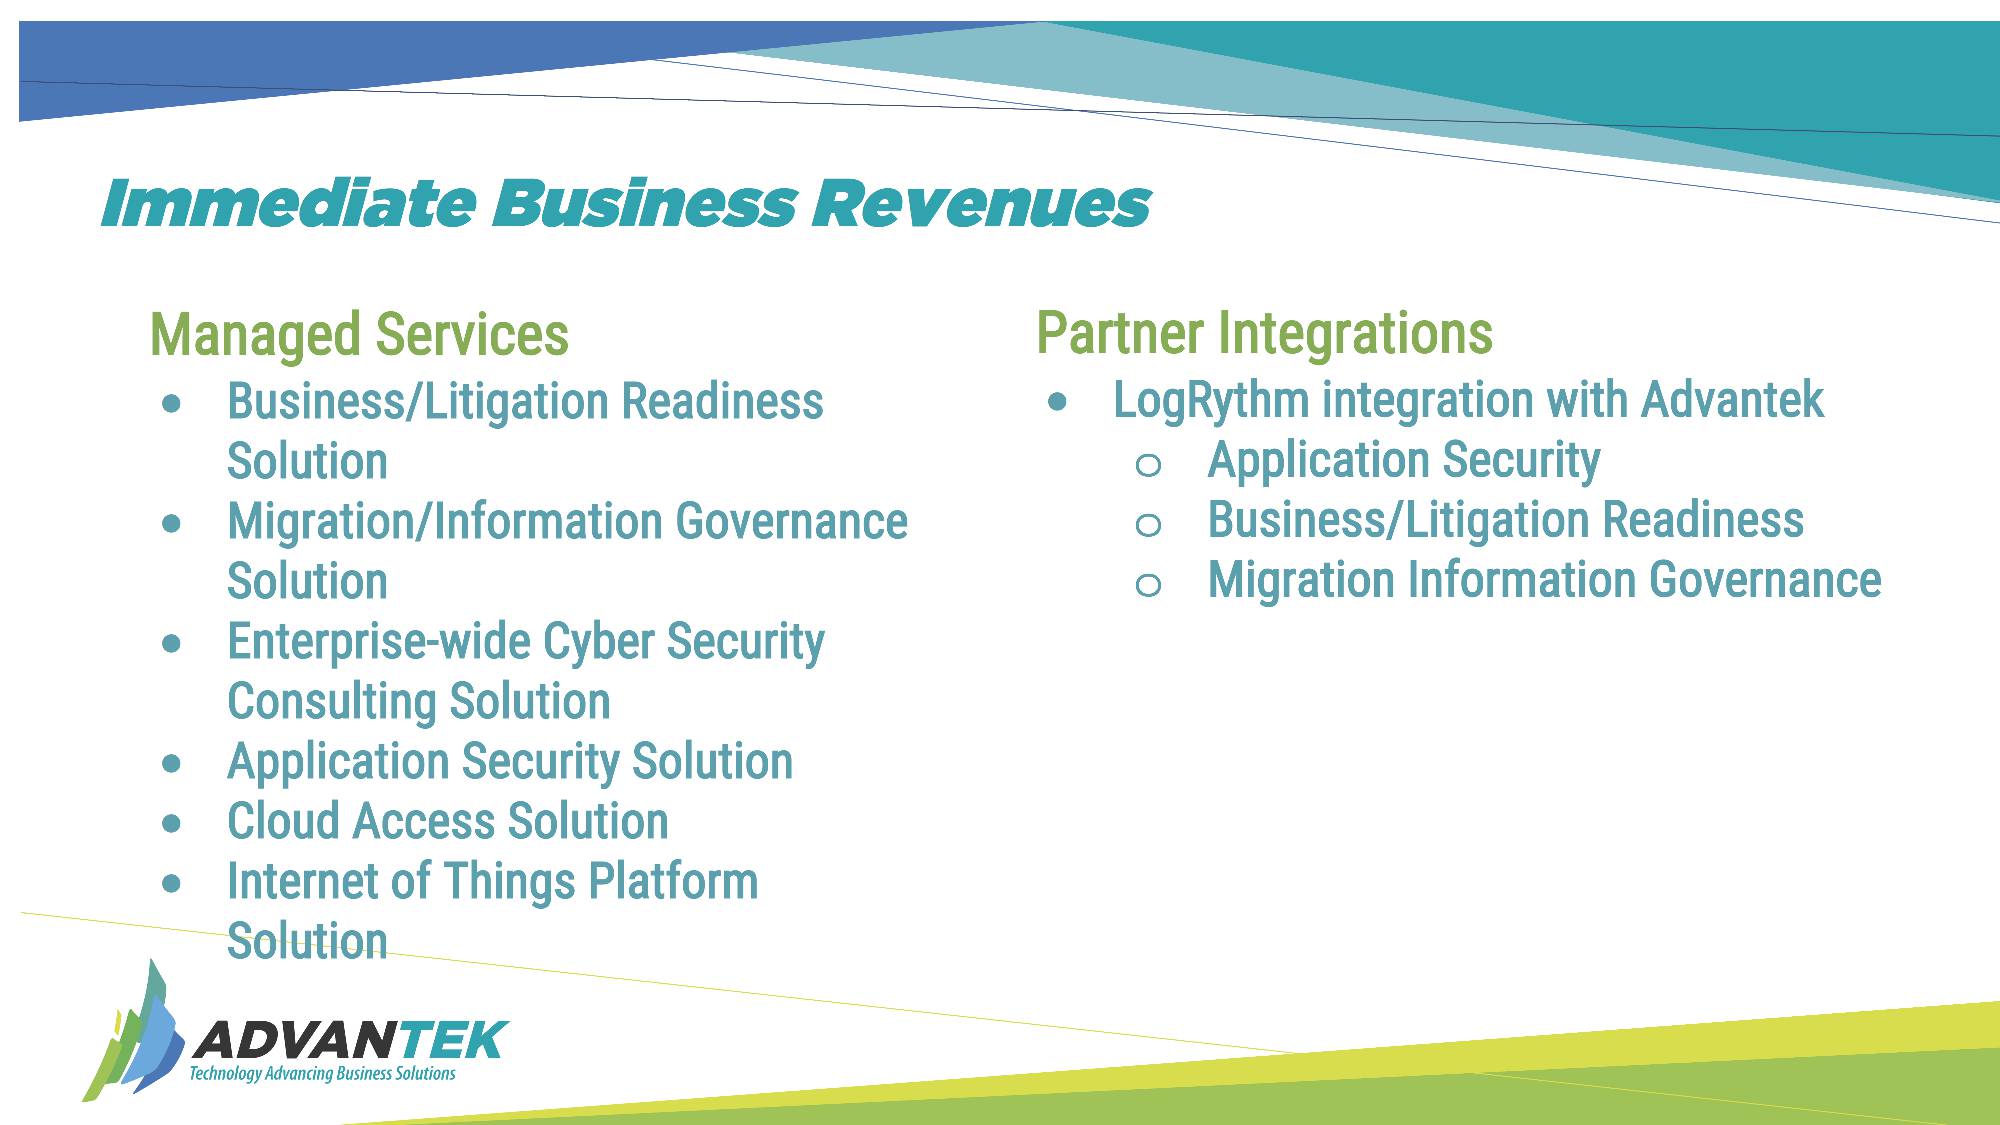 Immediate Business Revenues
Managed Services
● Business/Litigation Readiness
Solution
● Migration/Information Governance
Solution
● Enterprise-wide Cyber Security
Consulting Solution
● Application Security Solution
● Cloud Access Solution
● Internet of Things Platform
Solution
Partner Integrations
● LogRythm integration with Advantek
○ Application Security
○ Business/Litigation Readiness
○ Migration Information Governance
ADVANTEK
Technology Advancing Business Solutions